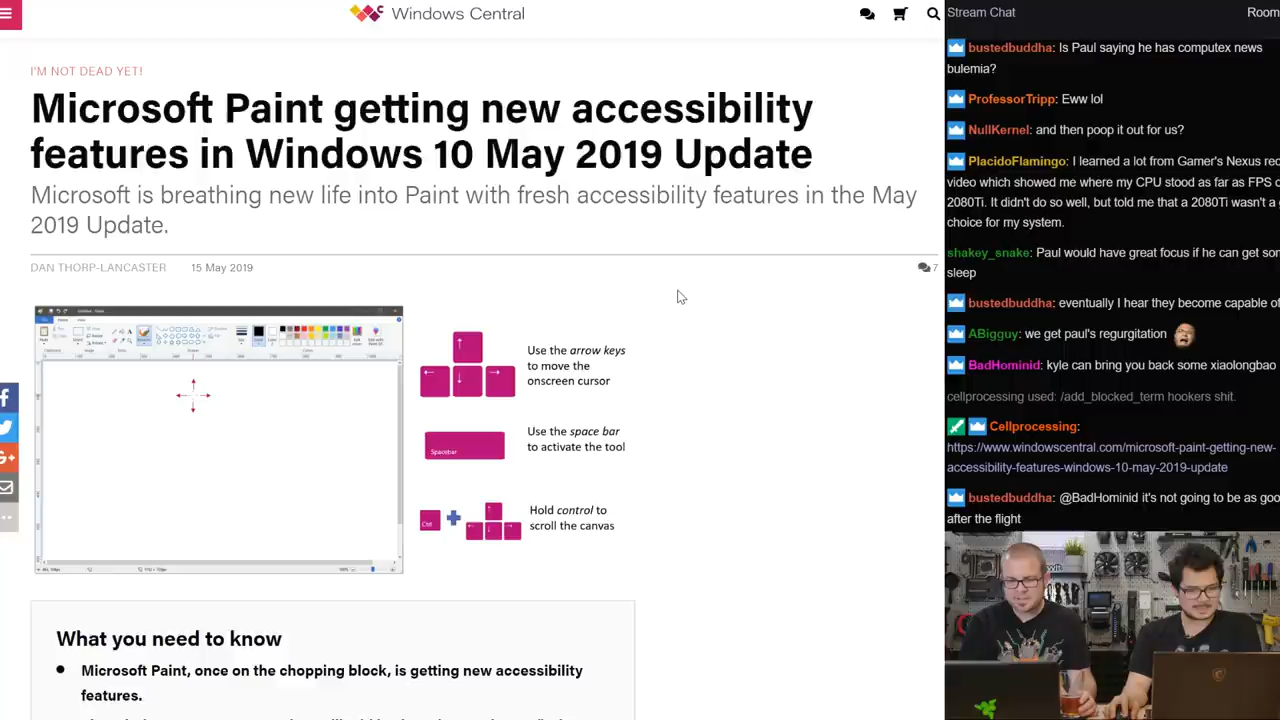 Windows Central
I'M NOT DEAD YET!
Microsoft Paint getting new accessibility
features in Windows 10 May 2019 Update
Microsoft is breathing new life into Paint with fresh accessibility features in the May
2019 Update.
DAN THORP-LANCASTER 15 May 2019
7
Use the arrow keys
to move the
onscreen cursor
Use the space bar
to activate the tool
Spacebar
Hold control to
scroll the canvas
Ctrl
What you need to know
Microsoft Paint, once on the chopping block, is getting new accessibility
features.
Stream Chat
Room
bustedbuddha: Is Paul saying he has computex news
bulemia?
ProfessorTripp: Eww lol
NullKernel: and then poop it out for us?
PlacidoFlamingo: I learned a lot from Gamer's Nexus rec
video which showed me where my CPU stood as far as FPS
2080Ti. It didn't do so well, but told me that a 2080Ti wasn't a
choice for my system.
shakey_snake: Paul would have great focus if he can get so
sleep
bustedbuddha: eventually I hear they become capable of
ABigguy: we get paul's regurgitation
BadHominid: kyle can bring you back some xiaolongbao
cellprocessing used: /add_blocked_term hookers shit.
Cellprocessing:
https://www.windowscentral.com/microsoft-paint-getting-new-
accessibility-features-windows-10-may-2019-update
bustedbuddha: @BadHominid it's not going to be as goo
after the flight